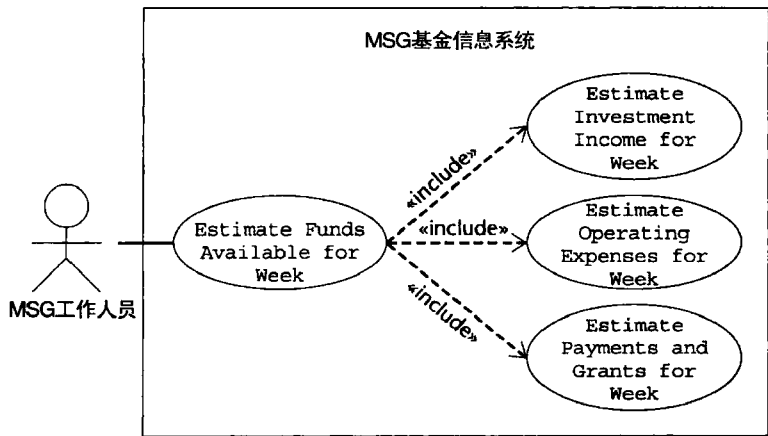 MSG基金信息系统
Estimate
Investment
Income for
Week
«include»
Estimate Funds
Available for
Week
«include»
Estimate
Operating
Expenses for
Week
«include»
MSG工作人员
Estimate
Payments and
Grants for
Week